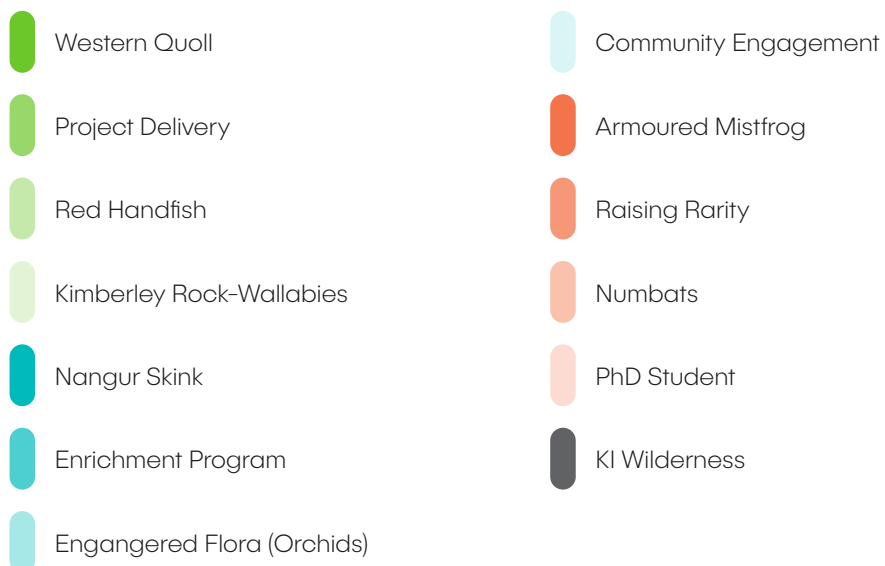 Western Quoll
Project Delivery
Red Handfish
Kimberley Rock-Wallabies
Nangur Skink
Enrichment Program
Engangered Flora (Orchids)
Community Engagement
Armoured Mistfrog
Raising Rarity
Numbats
PhD Student
KI Wilderness